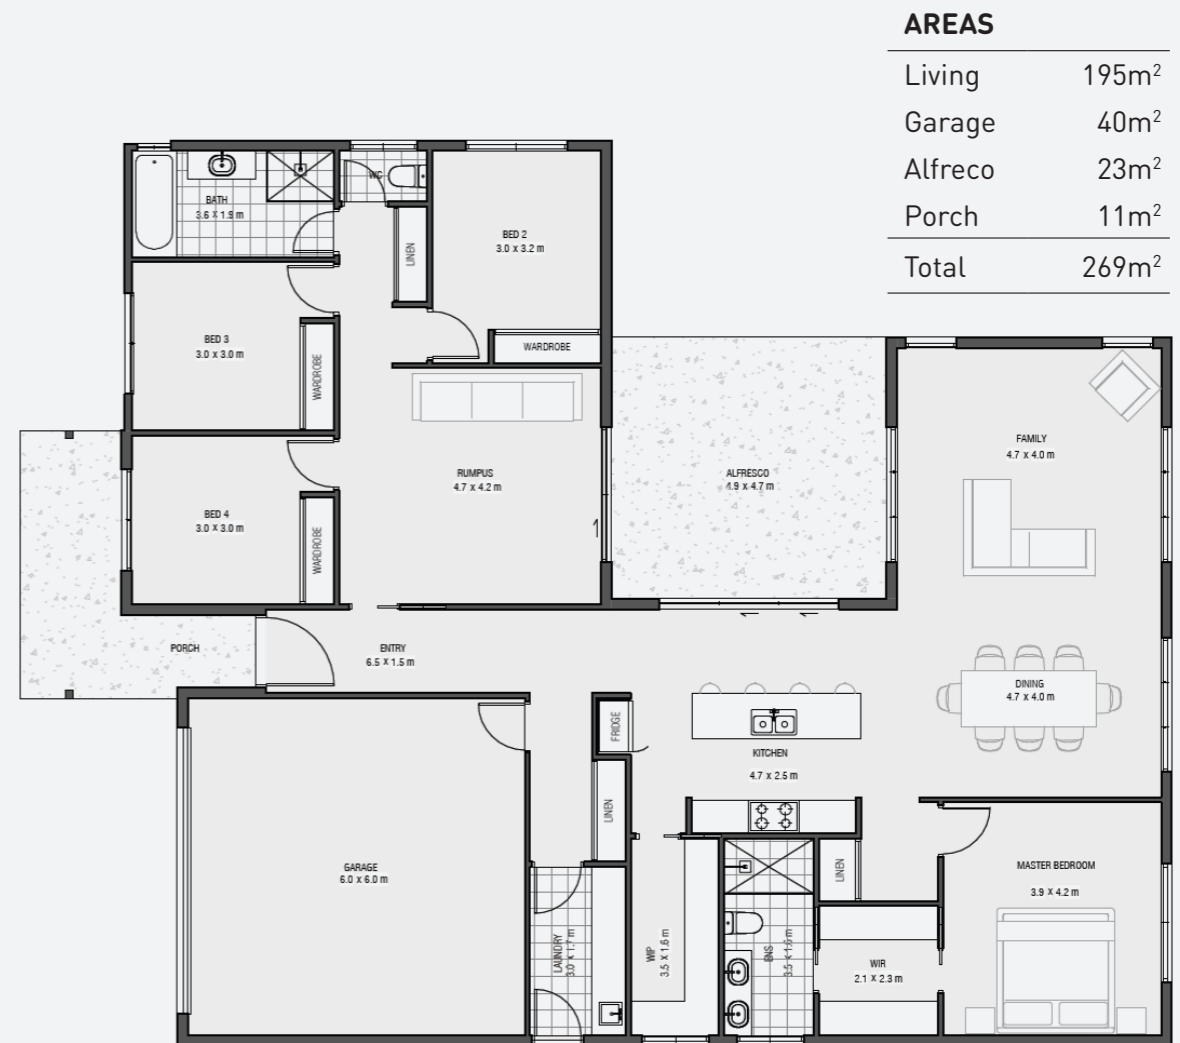 AREAS
Living 195m²
Garage 40m²
Alfreco 23m²
Porch 11m²
Total 269m²
WC
BATH
3.6 x 1.9 m
LINEN
BED 2
3.0 x 3.2 m
WARDROBE
BED 3
3.0 x 3.0 m
WARDROBE
FAMILY
4.7 x 4.0 m
RUMPUS
4.7 x 4.2 m
ALFRESCO
4.9 x 4.7 m
BED 4
3.0 x 3.0 m
WARDROBE
PORCH
ENTRY
6.5 x 1.5 m
DINING
4.7 x 4.0 m
FRIDGE
KITCHEN
4.7 x 2.5 m
LINEN
GARAGE
6.0 x 6.0 m
LINEN
MASTER BEDROOM
3.9 x 4.2 m
LAUNDRY
3.0 x 1.7 m
WIP
3.5 x 1.6 m
ENS
3.5 x 1.6 m
WIR
2.1 x 2.3 m